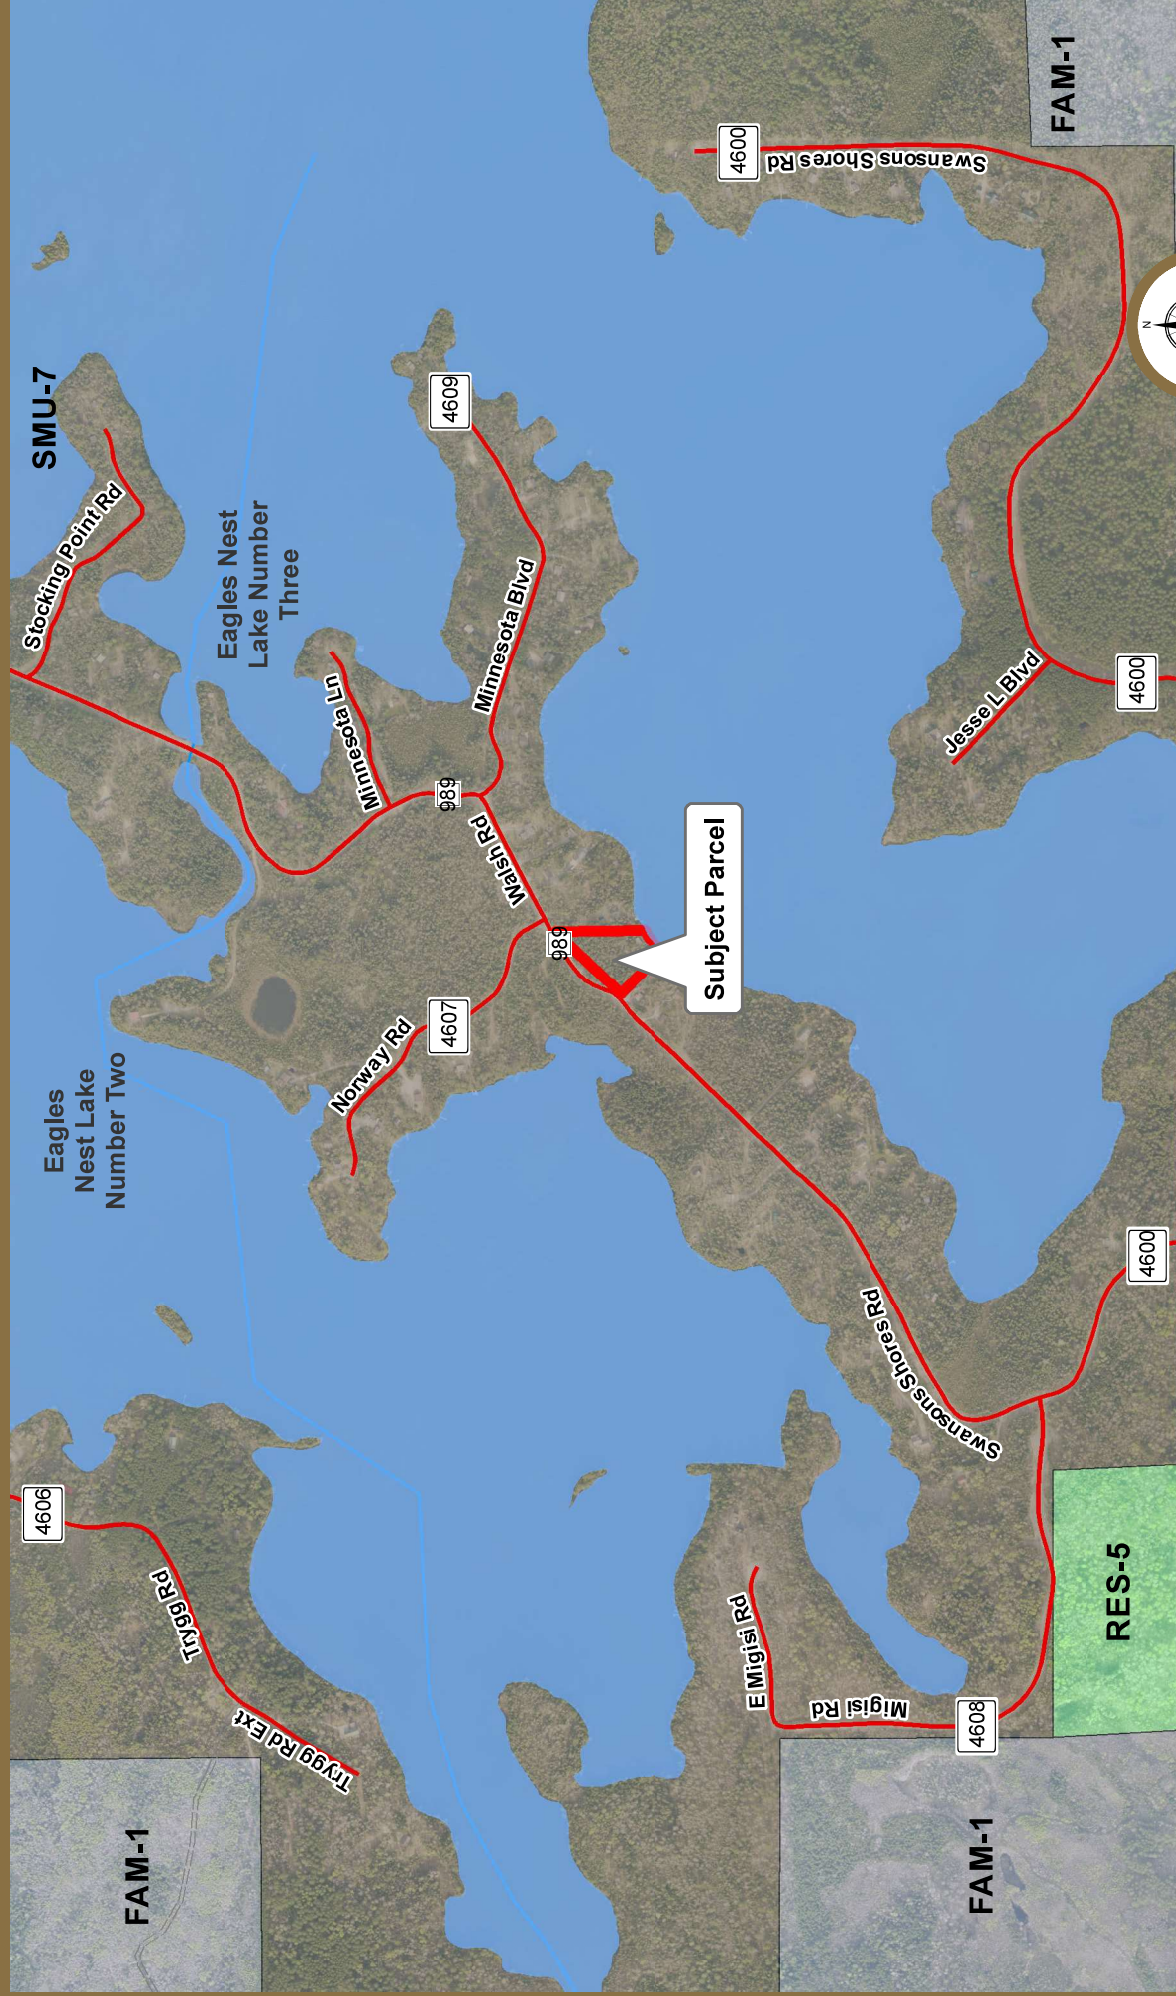 FAM-1
4606
Trygg Rd
Trygg Rd Ext
Eagles
Nest Lake
Number Two
SMU-7
Stocking Point Rd
Eagles Nest
Lake Number
Three
Norway Rd
4607
Minnesota Ln
989
Walsh Rd
989
Minnesota Blvd
4609
Subject Parcel
4600
Swansons Shores Rd
FAM-1
E Migisi Rd
Migisi Rd
4608
FAM-1
RES-5
Swansons Shores Rd
4600
Jesse L Blvd
4600
N